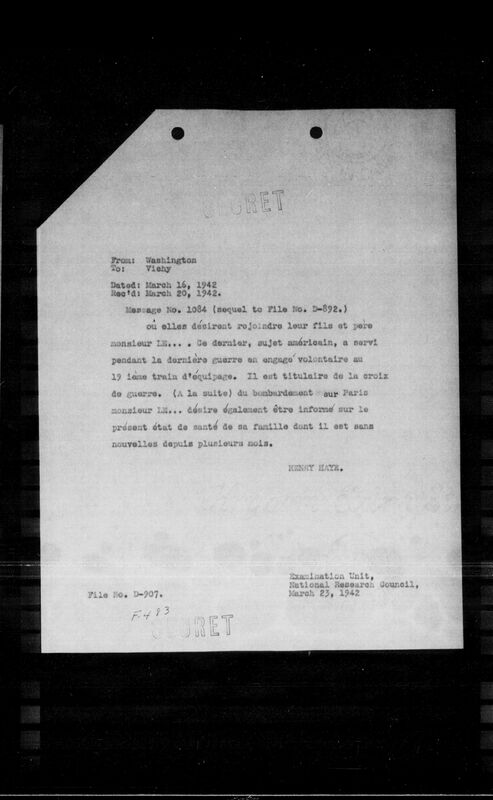 SECRET
From: Washington
To: Vichy
Dated: March 16, 1942
Rec'd: March 20, 1942.
Message No. 1084 (sequel to File No. D-892.)
où elles désirent rejoindre leur fils et père
monsieur LE... . Ce dernier, sujet américain, a servi
pendant la dernière guerre en engagé volontaire au
19 ième train d'équipage. Il est titulaire de la croix
de guerre. (A la suite) du bombardement sur Paris
monsieur LE... désire également être informé sur le
présent état de santé de sa famille dont il est sans
nouvelles depuis plusieurs mois.
HENRY HAYE.
Examination Unit,
National Research Council,
File No. D-907. March 23, 1942
F-493
SECRET